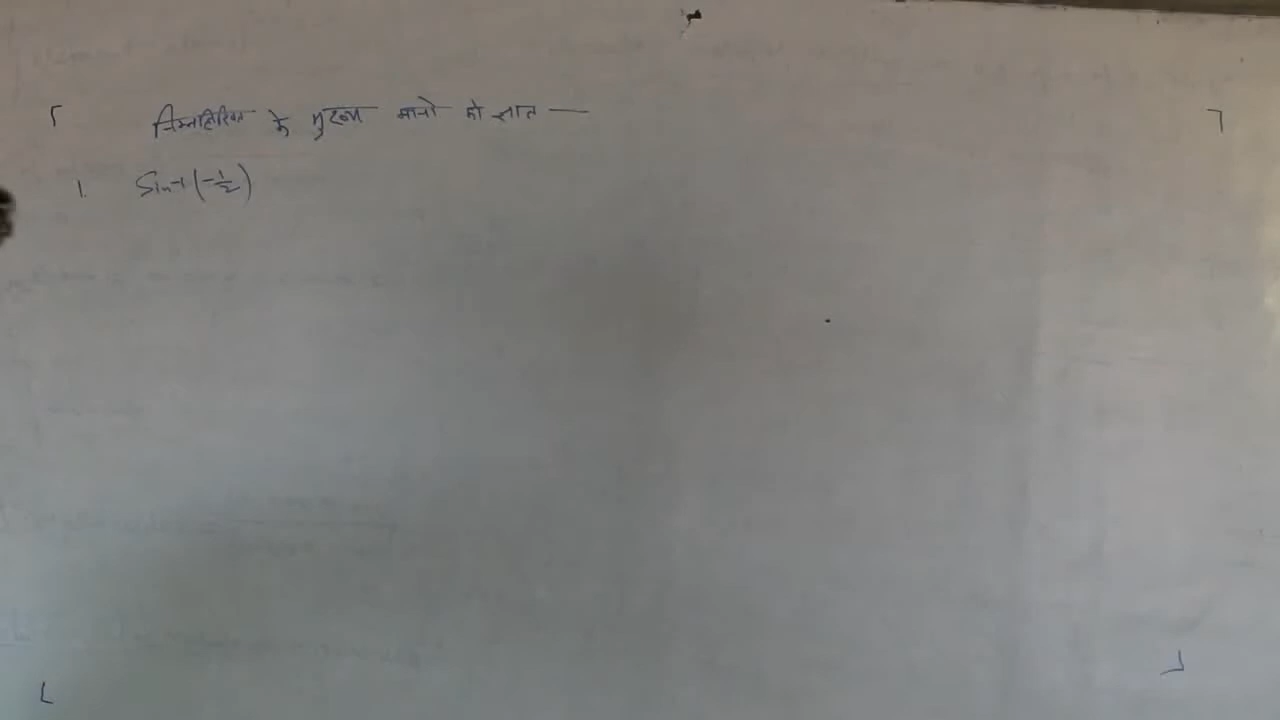 निम्नलिखित के मुख्य मानो को ज्ञात —
1. Sin-1(-1/2)